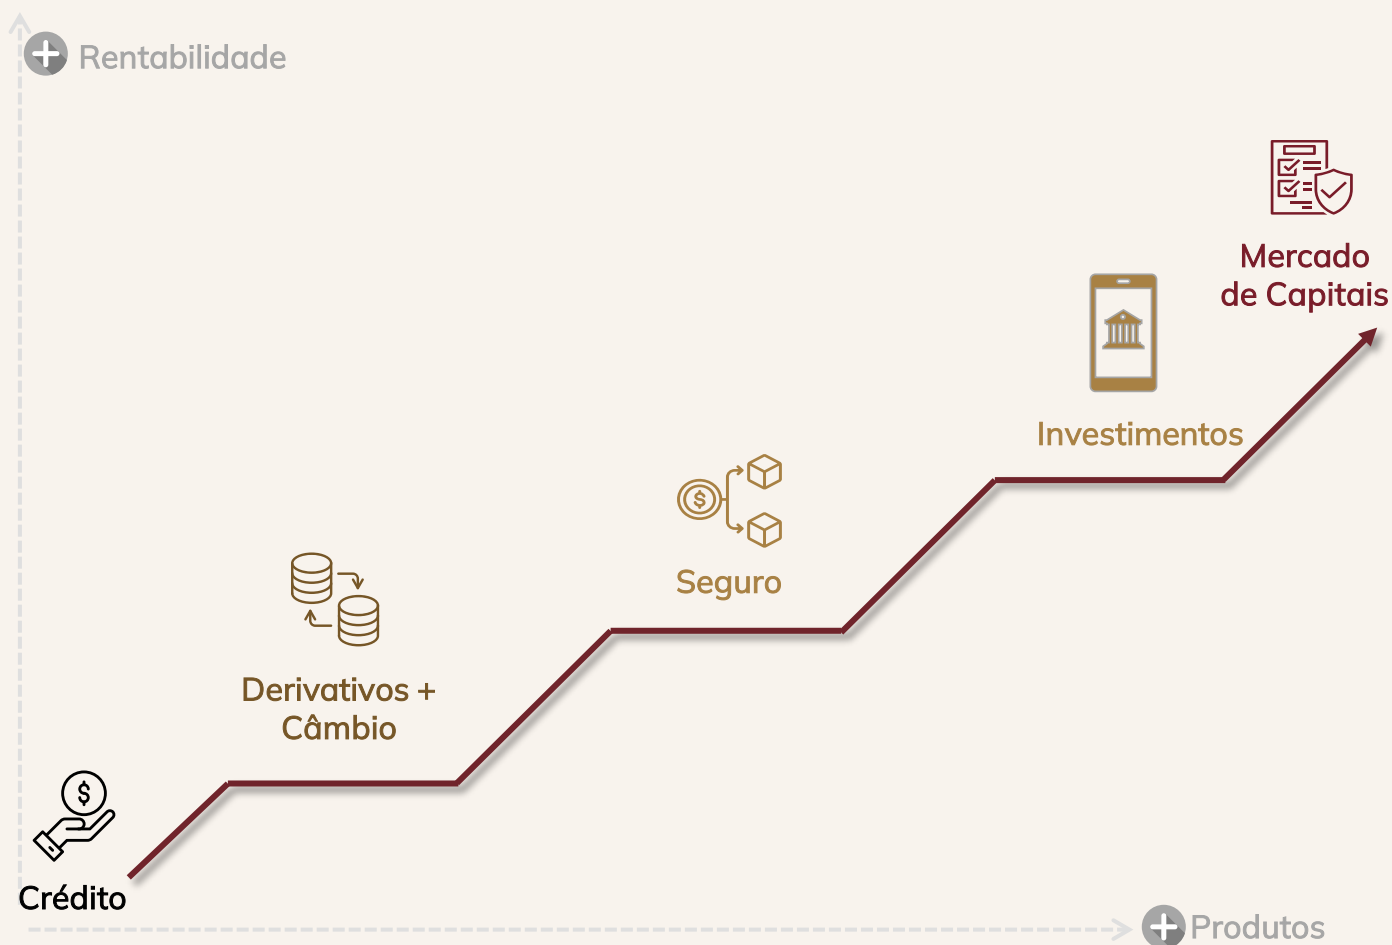 Rentabilidade
Mercado
de Capitais
Investimentos
Seguro
Derivativos +
Câmbio
Crédito
Produtos